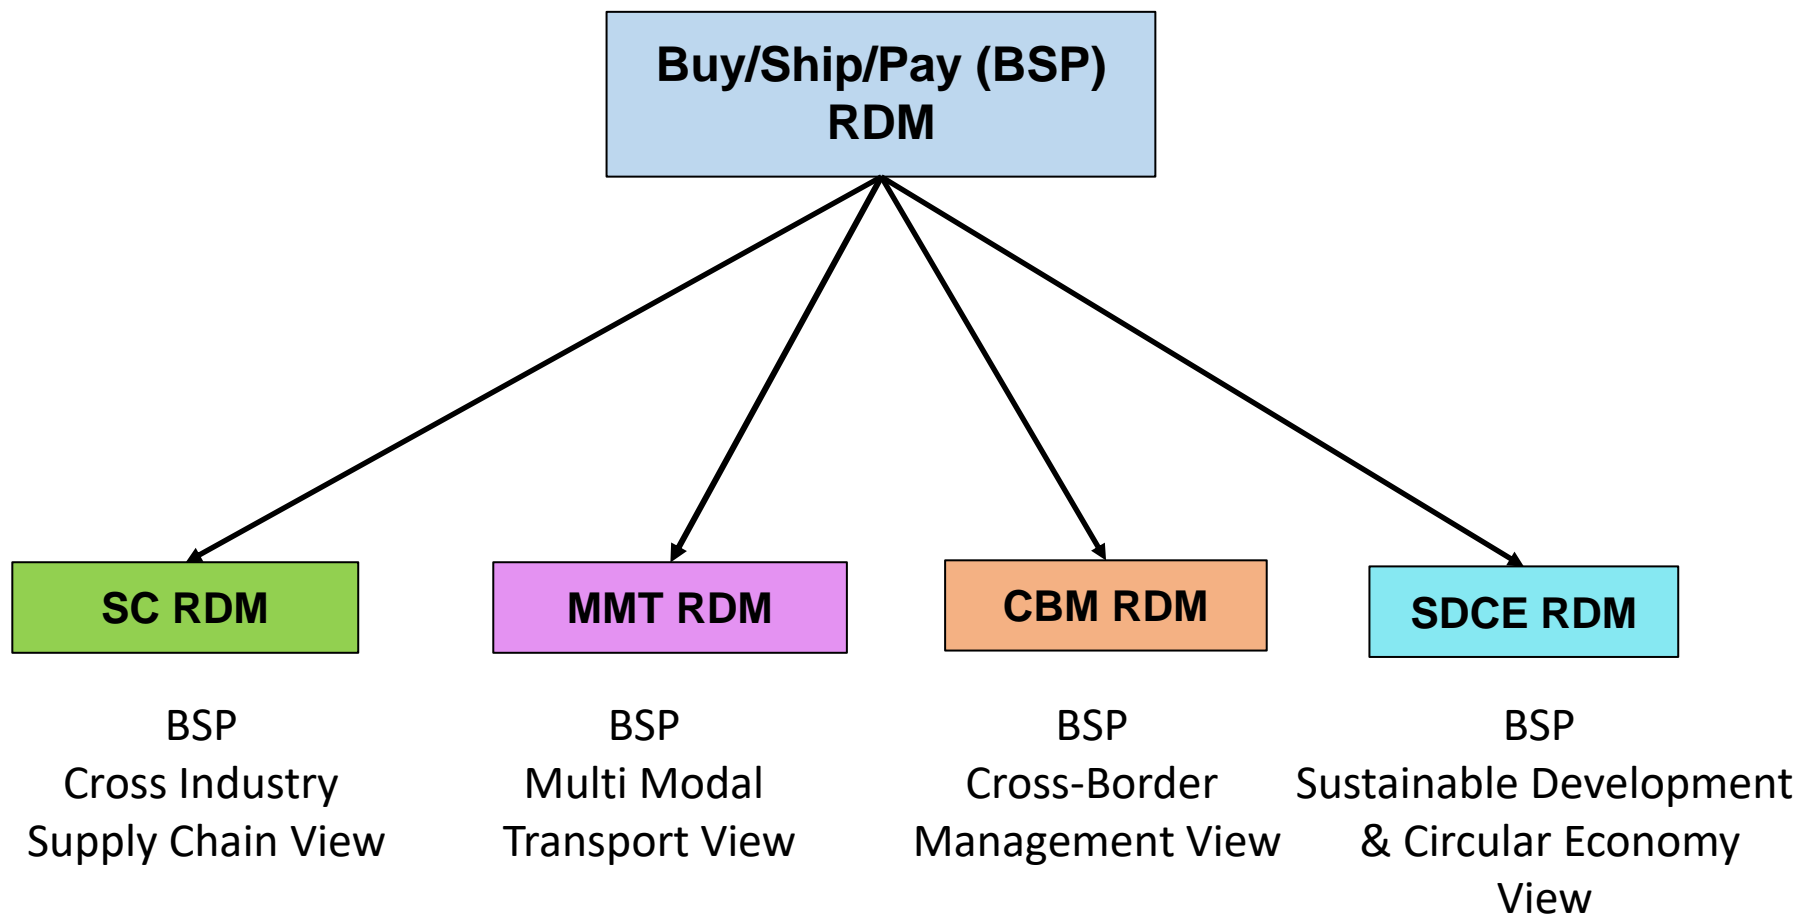 Buy/Ship/Pay (BSP)
RDM
SC RDM
MMT RDM
CBM RDM
SDCE RDM
BSP
Cross Industry
Supply Chain View
BSP
Multi Modal
Transport View
BSP
Cross-Border
Management View
BSP
Sustainable Development
& Circular Economy
View